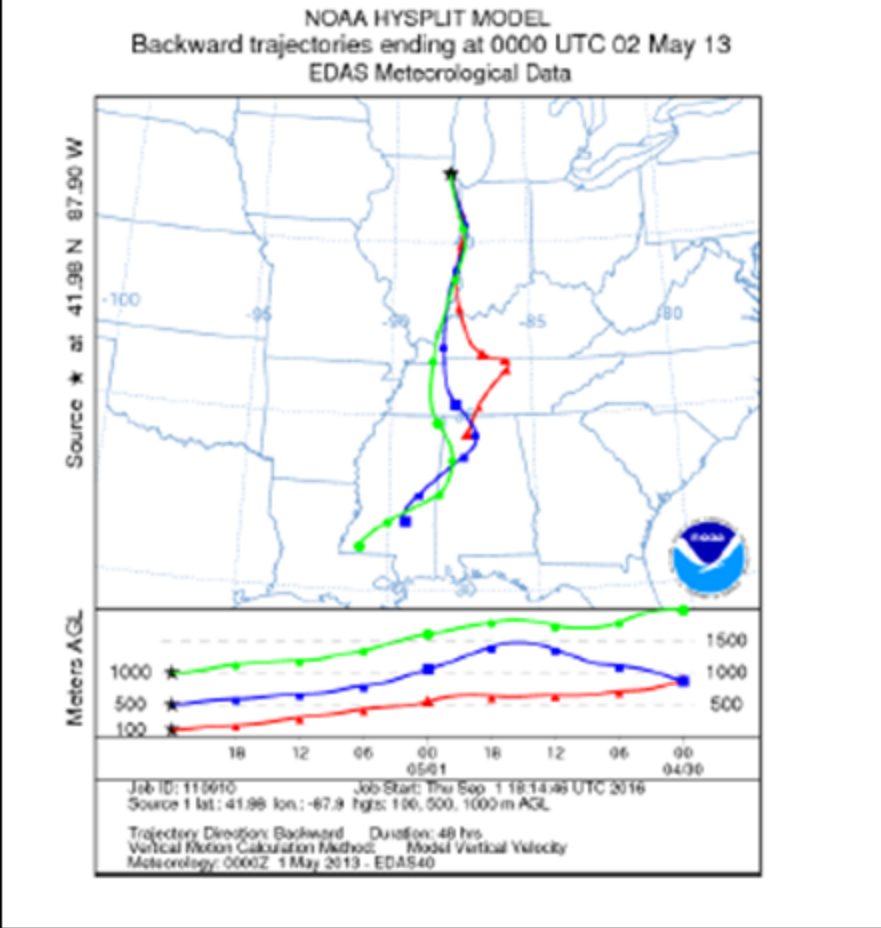 NOAA HYSPLIT MODEL
Backward trajectories ending at 0000 UTC 02 May 13
EDAS Meteorological Data
Source ★ at 41.98 N 87.90 W
-100
-95
-90
-85
-80
noaa
Meters AGL
1500
1000 1000
500 500
100
18 12 06 00 18 12 06 00
05/01 04/30
Job ID: 110910 Job Start: Thu Sep 1 18:14:46 UTC 2016
Source 1 lat.: 41.98 lon.: -87.9 hgts: 100, 500, 1000 m AGL
Trajectory Direction: Backward Duration: 48 hrs
Vertical Motion Calculation Method: Model Vertical Velocity
Meteorology: 0000Z 1 May 2013 - EDAS40